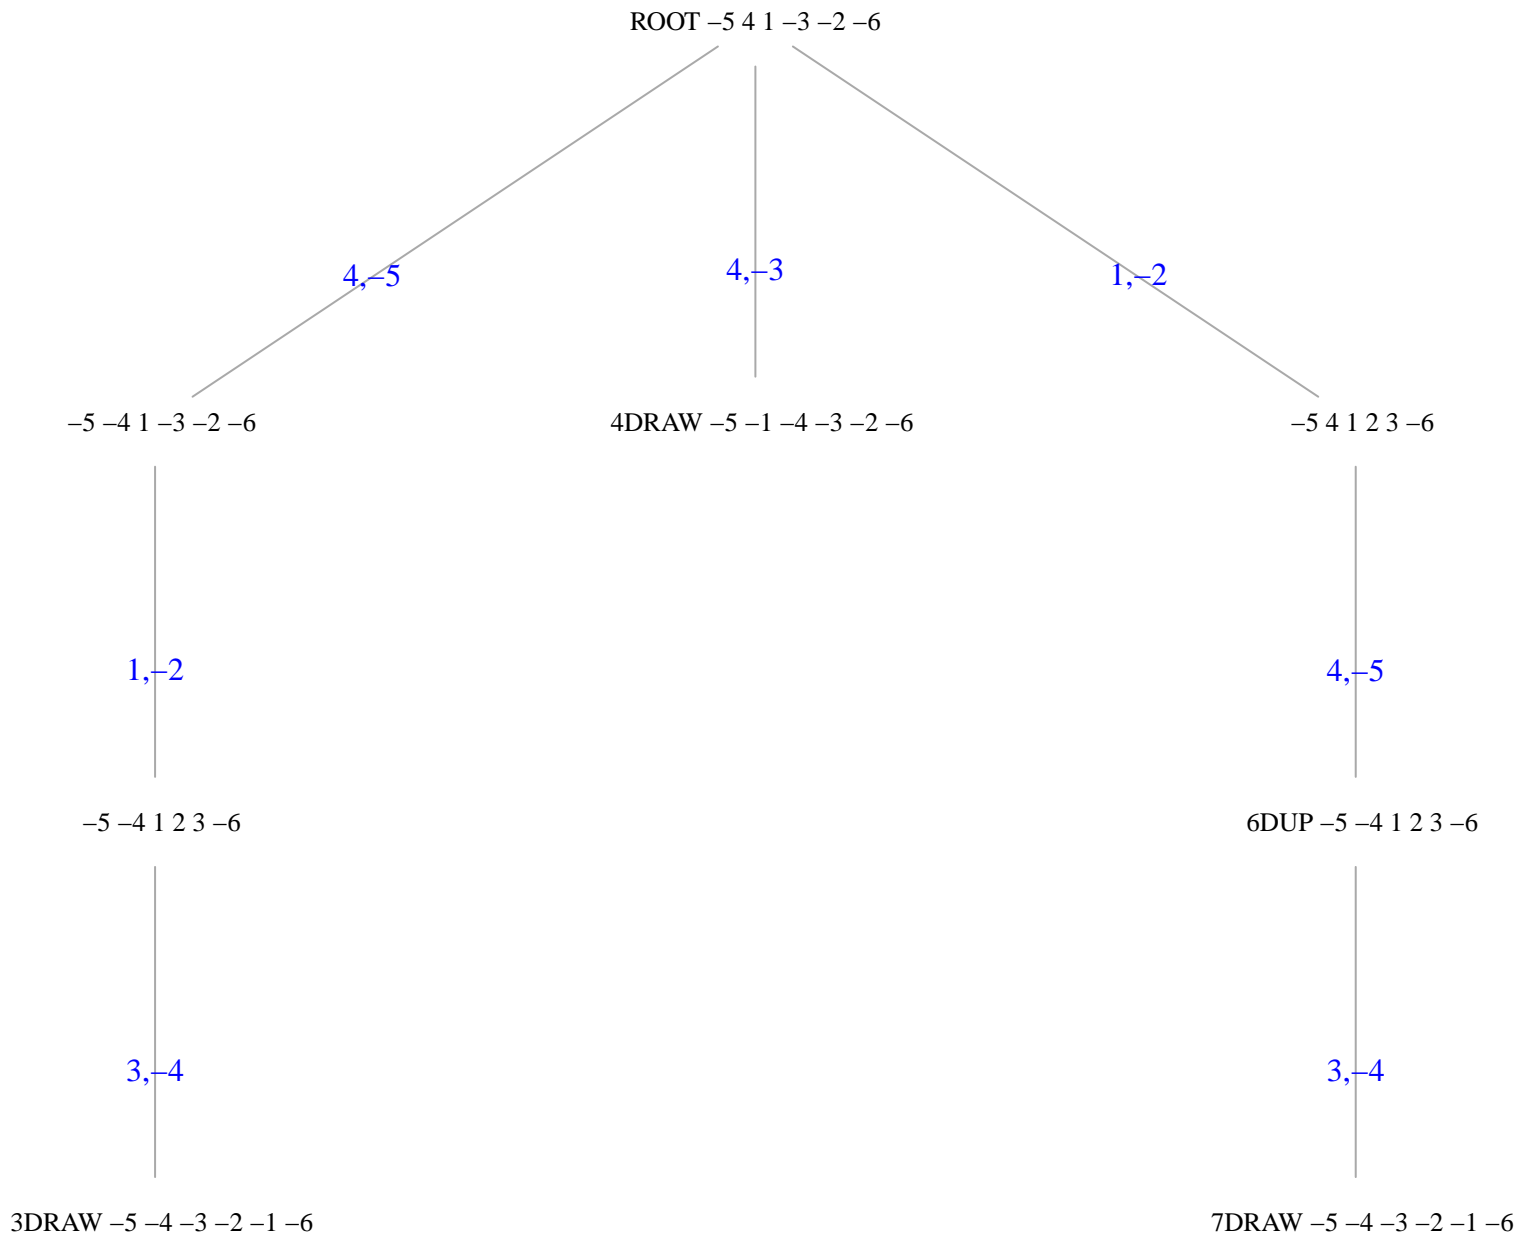 ROOT –5 4 1 –3 –2 –6
4,–5
4,–3
1,–2
–5 –4 1 –3 –2 –6
4DRAW –5 –1 –4 –3 –2 –6
–5 4 1 2 3 –6
1,–2
4,–5
–5 –4 1 2 3 –6
6DUP –5 –4 1 2 3 –6
3,–4
3,–4
3DRAW –5 –4 –3 –2 –1 –6
7DRAW –5 –4 –3 –2 –1 –6